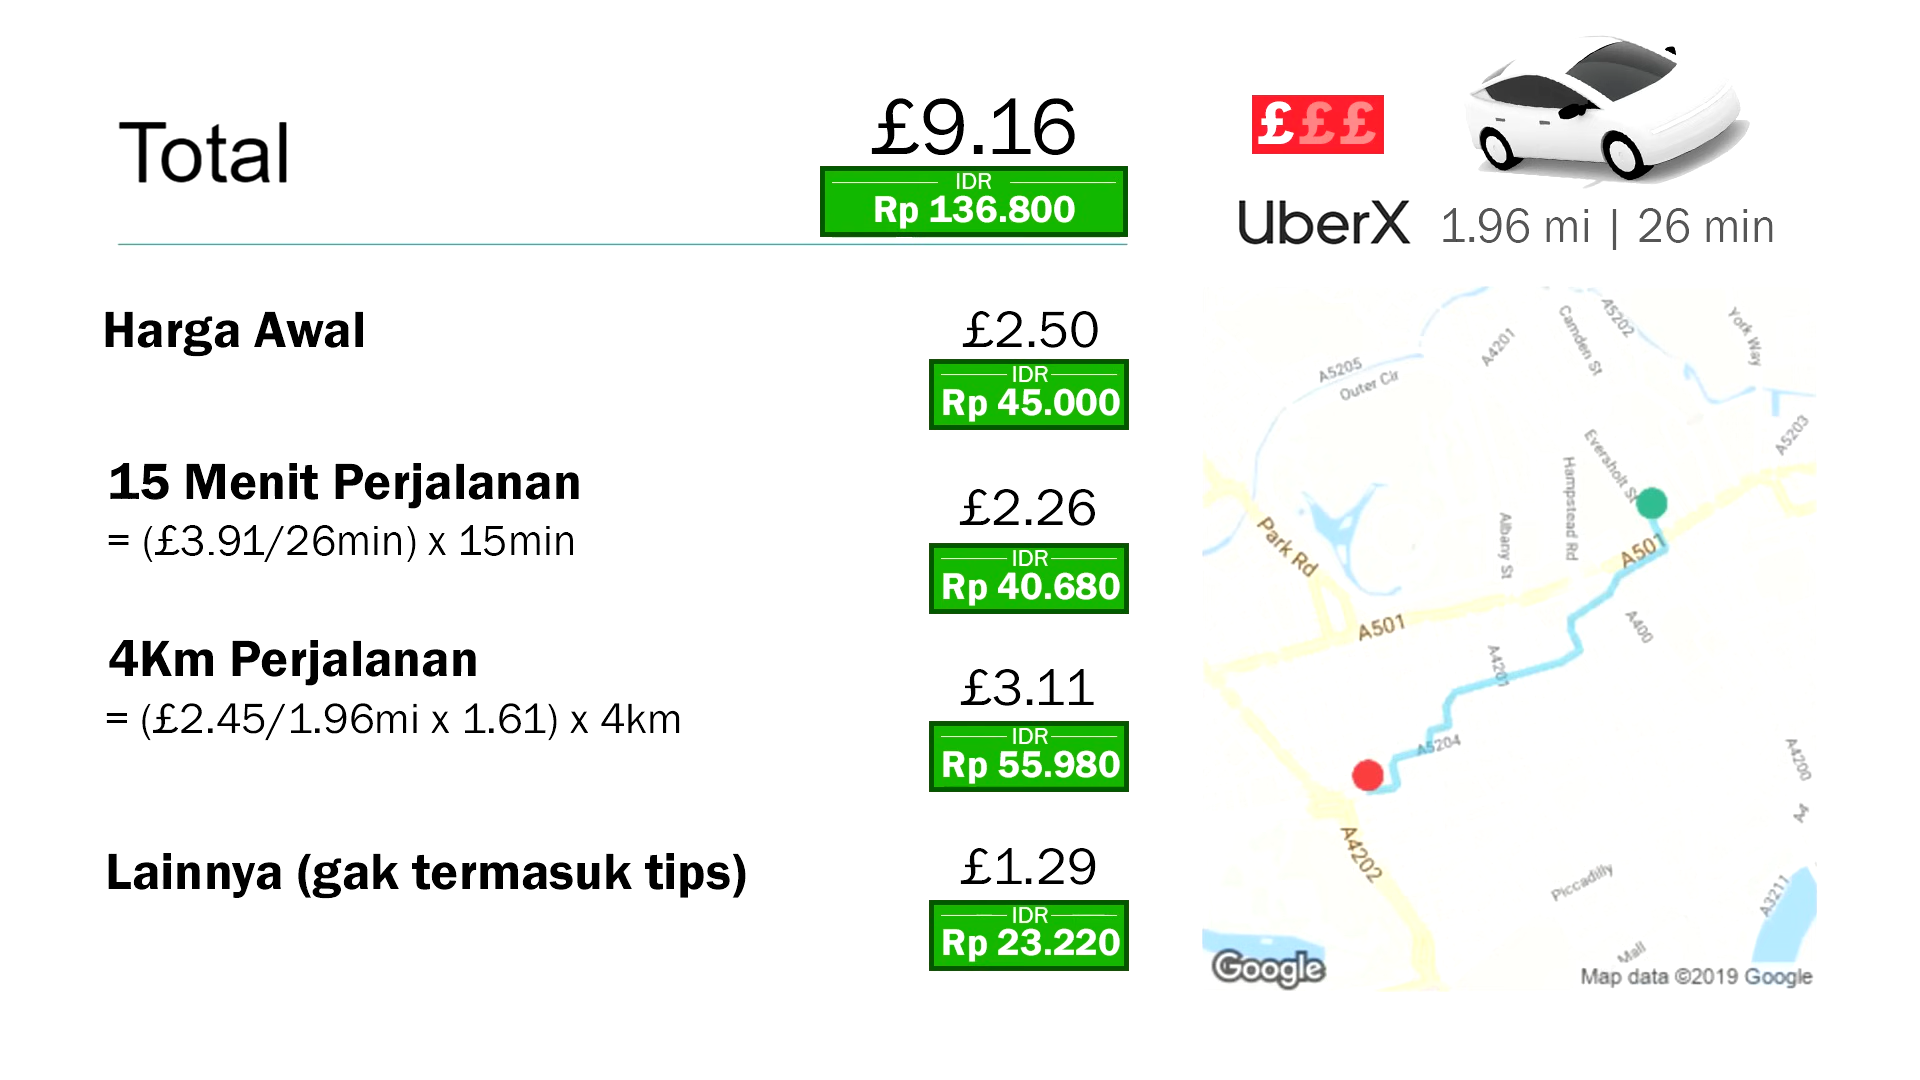 Total
£9.16
IDR
Rp 136.800
£££
UberX
1.96 mi | 26 min
Harga Awal
£2.50
IDR
Rp 45.000
15 Menit Perjalanan
= (£3.91/26min) x 15min
£2.26
IDR
Rp 40.680
4Km Perjalanan
= (£2.45/1.96mi x 1.61) x 4km
£3.11
IDR
Rp 55.980
Lainnya (gak termasuk tips)
£1.29
IDR
Rp 23.220
A5202
Camden St
York Way
A4201
A5205
Outer Cir
A5203
Eversholt St
Hampstead Rd
Albany St
Park Rd
A501
A501
A400
A4201
A5204
A4200
A4
A4202
Piccadilly
A3211
Mall
Google
Map data ©2019 Google